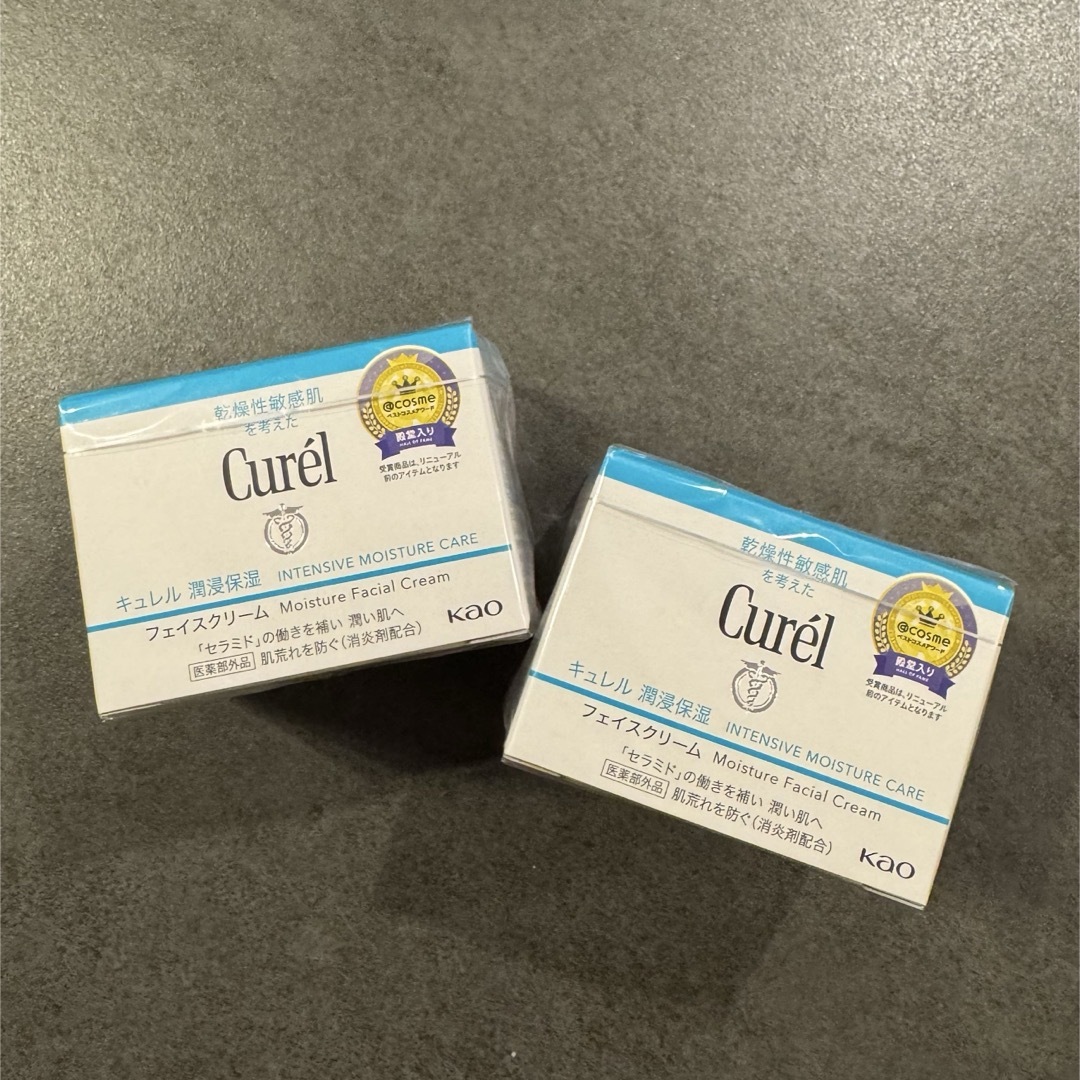 乾燥性敏感肌
を考えた
Curél
@cosme
ベストコスメアワード
殿堂入り
HALL OF FAME
受賞商品は、リニューアル
前のアイテムとなります
キュレル 潤浸保湿 INTENSIVE MOISTURE CARE
フェイスクリーム Moisture Facial Cream
「セラミド」の働きを補い 潤い肌へ
医薬部外品 肌荒れを防ぐ(消炎剤配合)
Kao
乾燥性敏感肌
を考えた
Curél
@cosme
ベストコスメアワード
殿堂入り
HALL OF FAME
受賞商品は、リニューアル
前のアイテムとなります
キュレル 潤浸保湿 INTENSIVE MOISTURE CARE
フェイスクリーム Moisture Facial Cream
「セラミド」の働きを補い 潤い肌へ
医薬部外品 肌荒れを防ぐ(消炎剤配合)
Kao